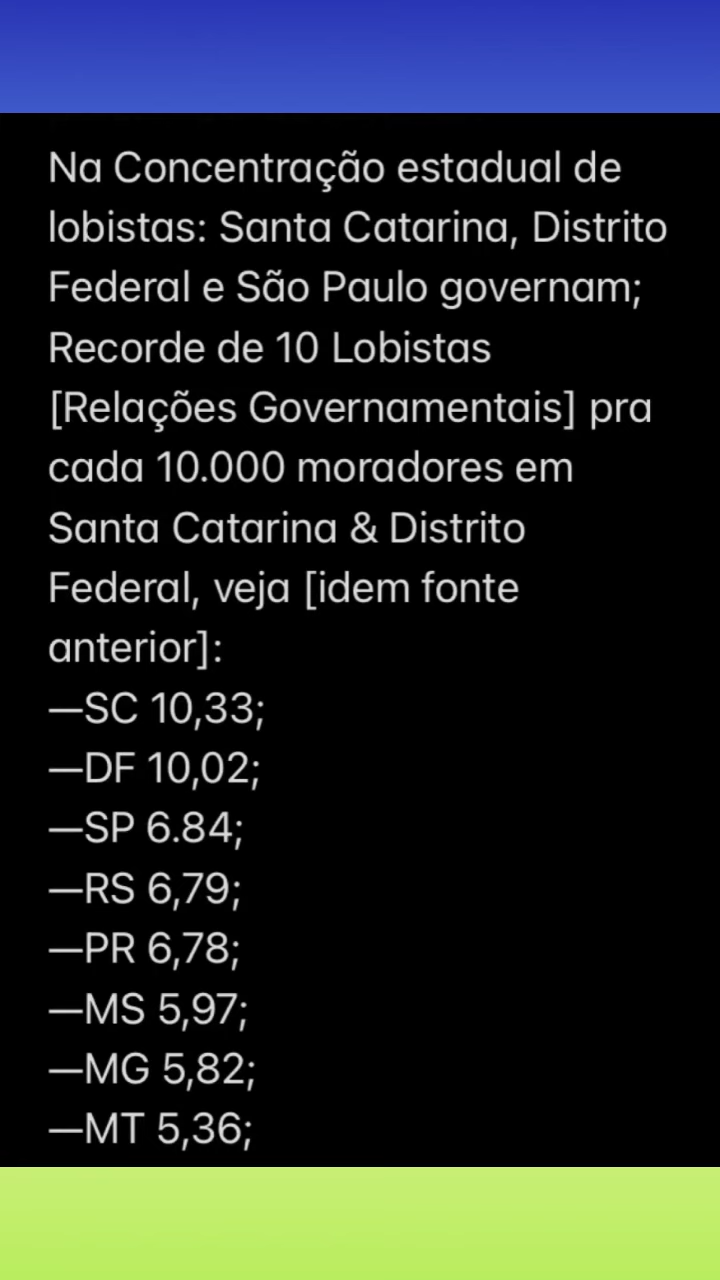 Na Concentração estadual de
lobistas: Santa Catarina, Distrito
Federal e São Paulo governam;
Recorde de 10 Lobistas
[Relações Governamentais] pra
cada 10.000 moradores em
Santa Catarina & Distrito
Federal, veja [idem fonte
anterior]:
—SC 10,33;
—DF 10,02;
—SP 6.84;
—RS 6,79;
—PR 6,78;
—MS 5,97;
—MG 5,82;
—MT 5,36;